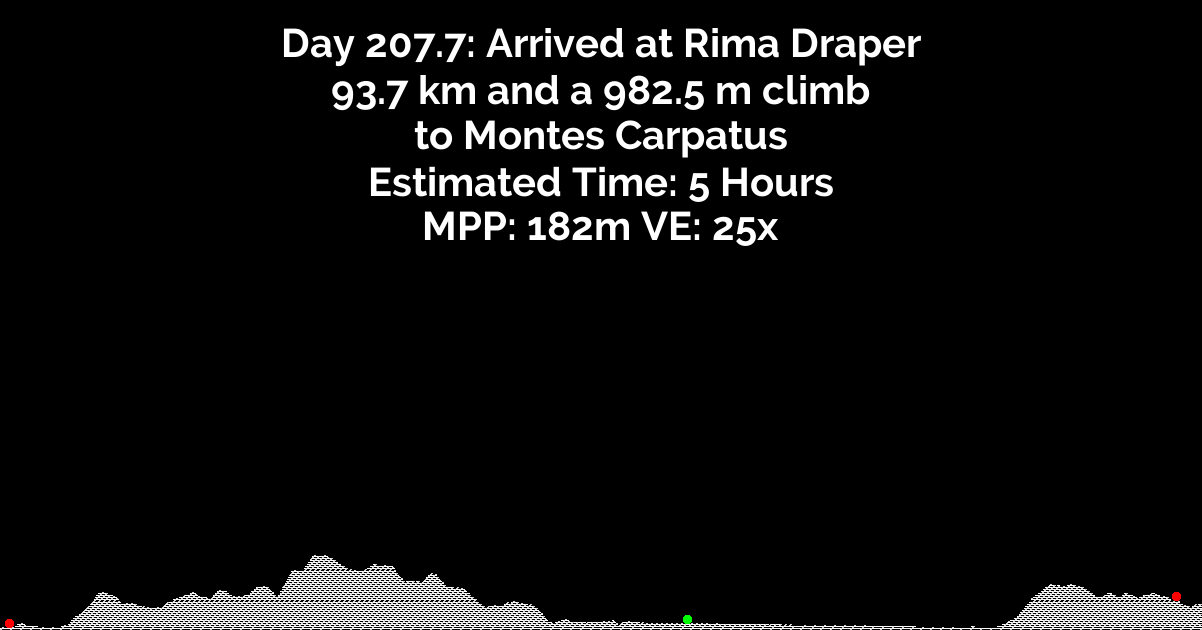 Day 207.7: Arrived at Rima Draper
93.7 km and a 982.5 m climb
to Montes Carpatus
Estimated Time: 5 Hours
MPP: 182m VE: 25x